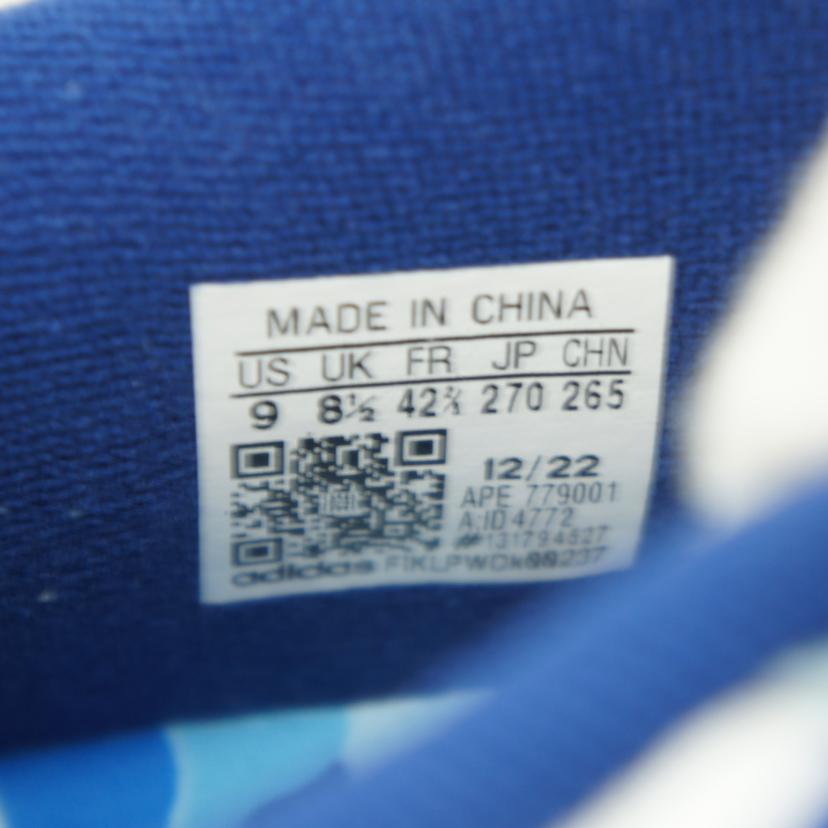 MADE IN CHINA
US UK FR JP CHN
9 8½ 42⅔ 270 265
12/22
APE 779001
A:ID4772
#131794827
adidas